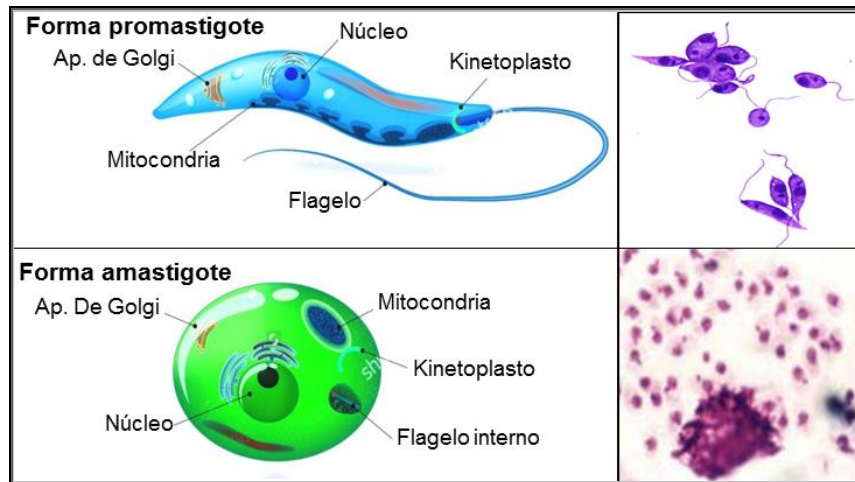 Forma promastigote
Núcleo
Ap. de Golgi
Kinetoplasto
Mitocondria
Flagelo
Forma amastigote
Ap. De Golgi
Mitocondria
Kinetoplasto
Núcleo
Flagelo interno